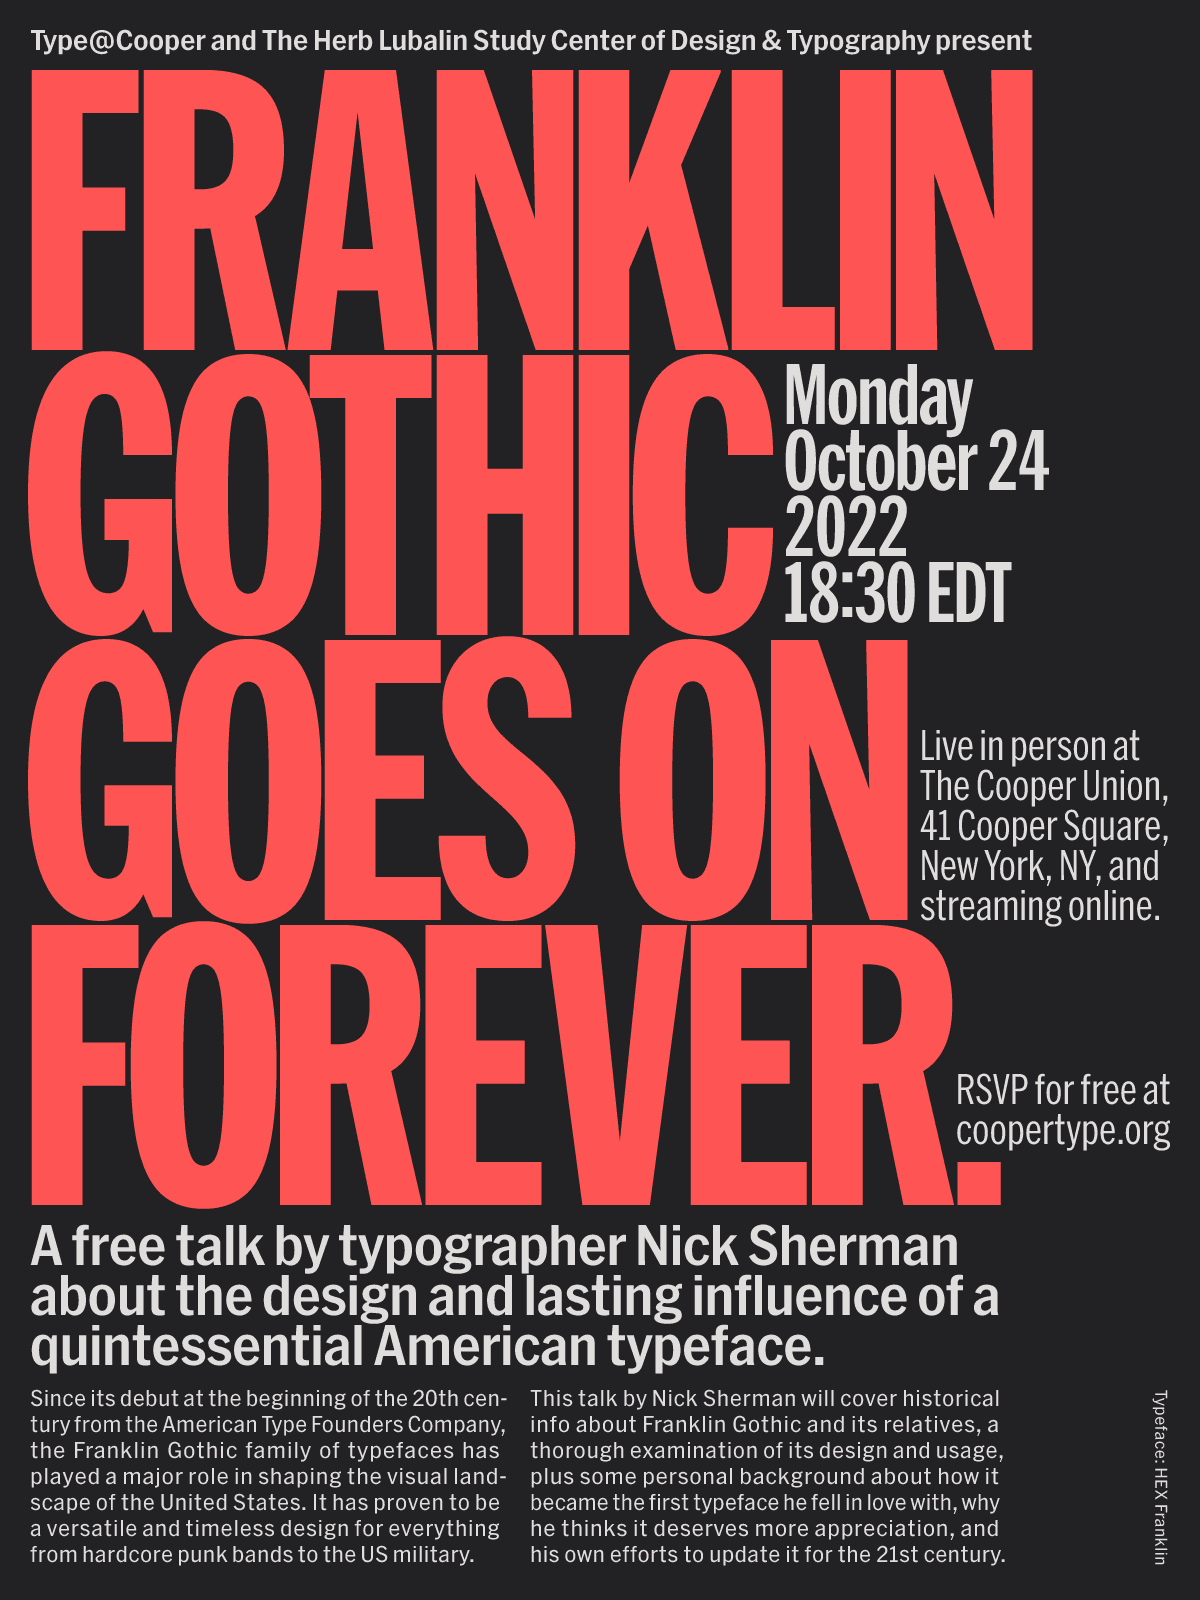 Type@Cooper and The Herb Lubalin Study Center of Design & Typography present
FRANKLIN
GOTHIC
Monday
October 24
2022
18:30 EDT
GOES ON
Live in person at
The Cooper Union,
41 Cooper Square,
New York, NY, and
streaming online.
FOREVER.
RSVP for free at
coopertype.org
A free talk by typographer Nick Sherman
about the design and lasting influence of a
quintessential American typeface.
Since its debut at the beginning of the 20th cen-
tury from the American Type Founders Company,
the Franklin Gothic family of typefaces has
played a major role in shaping the visual land-
scape of the United States. It has proven to be
a versatile and timeless design for everything
from hardcore punk bands to the US military.
This talk by Nick Sherman will cover historical
info about Franklin Gothic and its relatives, a
thorough examination of its design and usage,
plus some personal background about how it
became the first typeface he fell in love with, why
he thinks it deserves more appreciation, and
his own efforts to update it for the 21st century.
Typeface: HEX Franklin